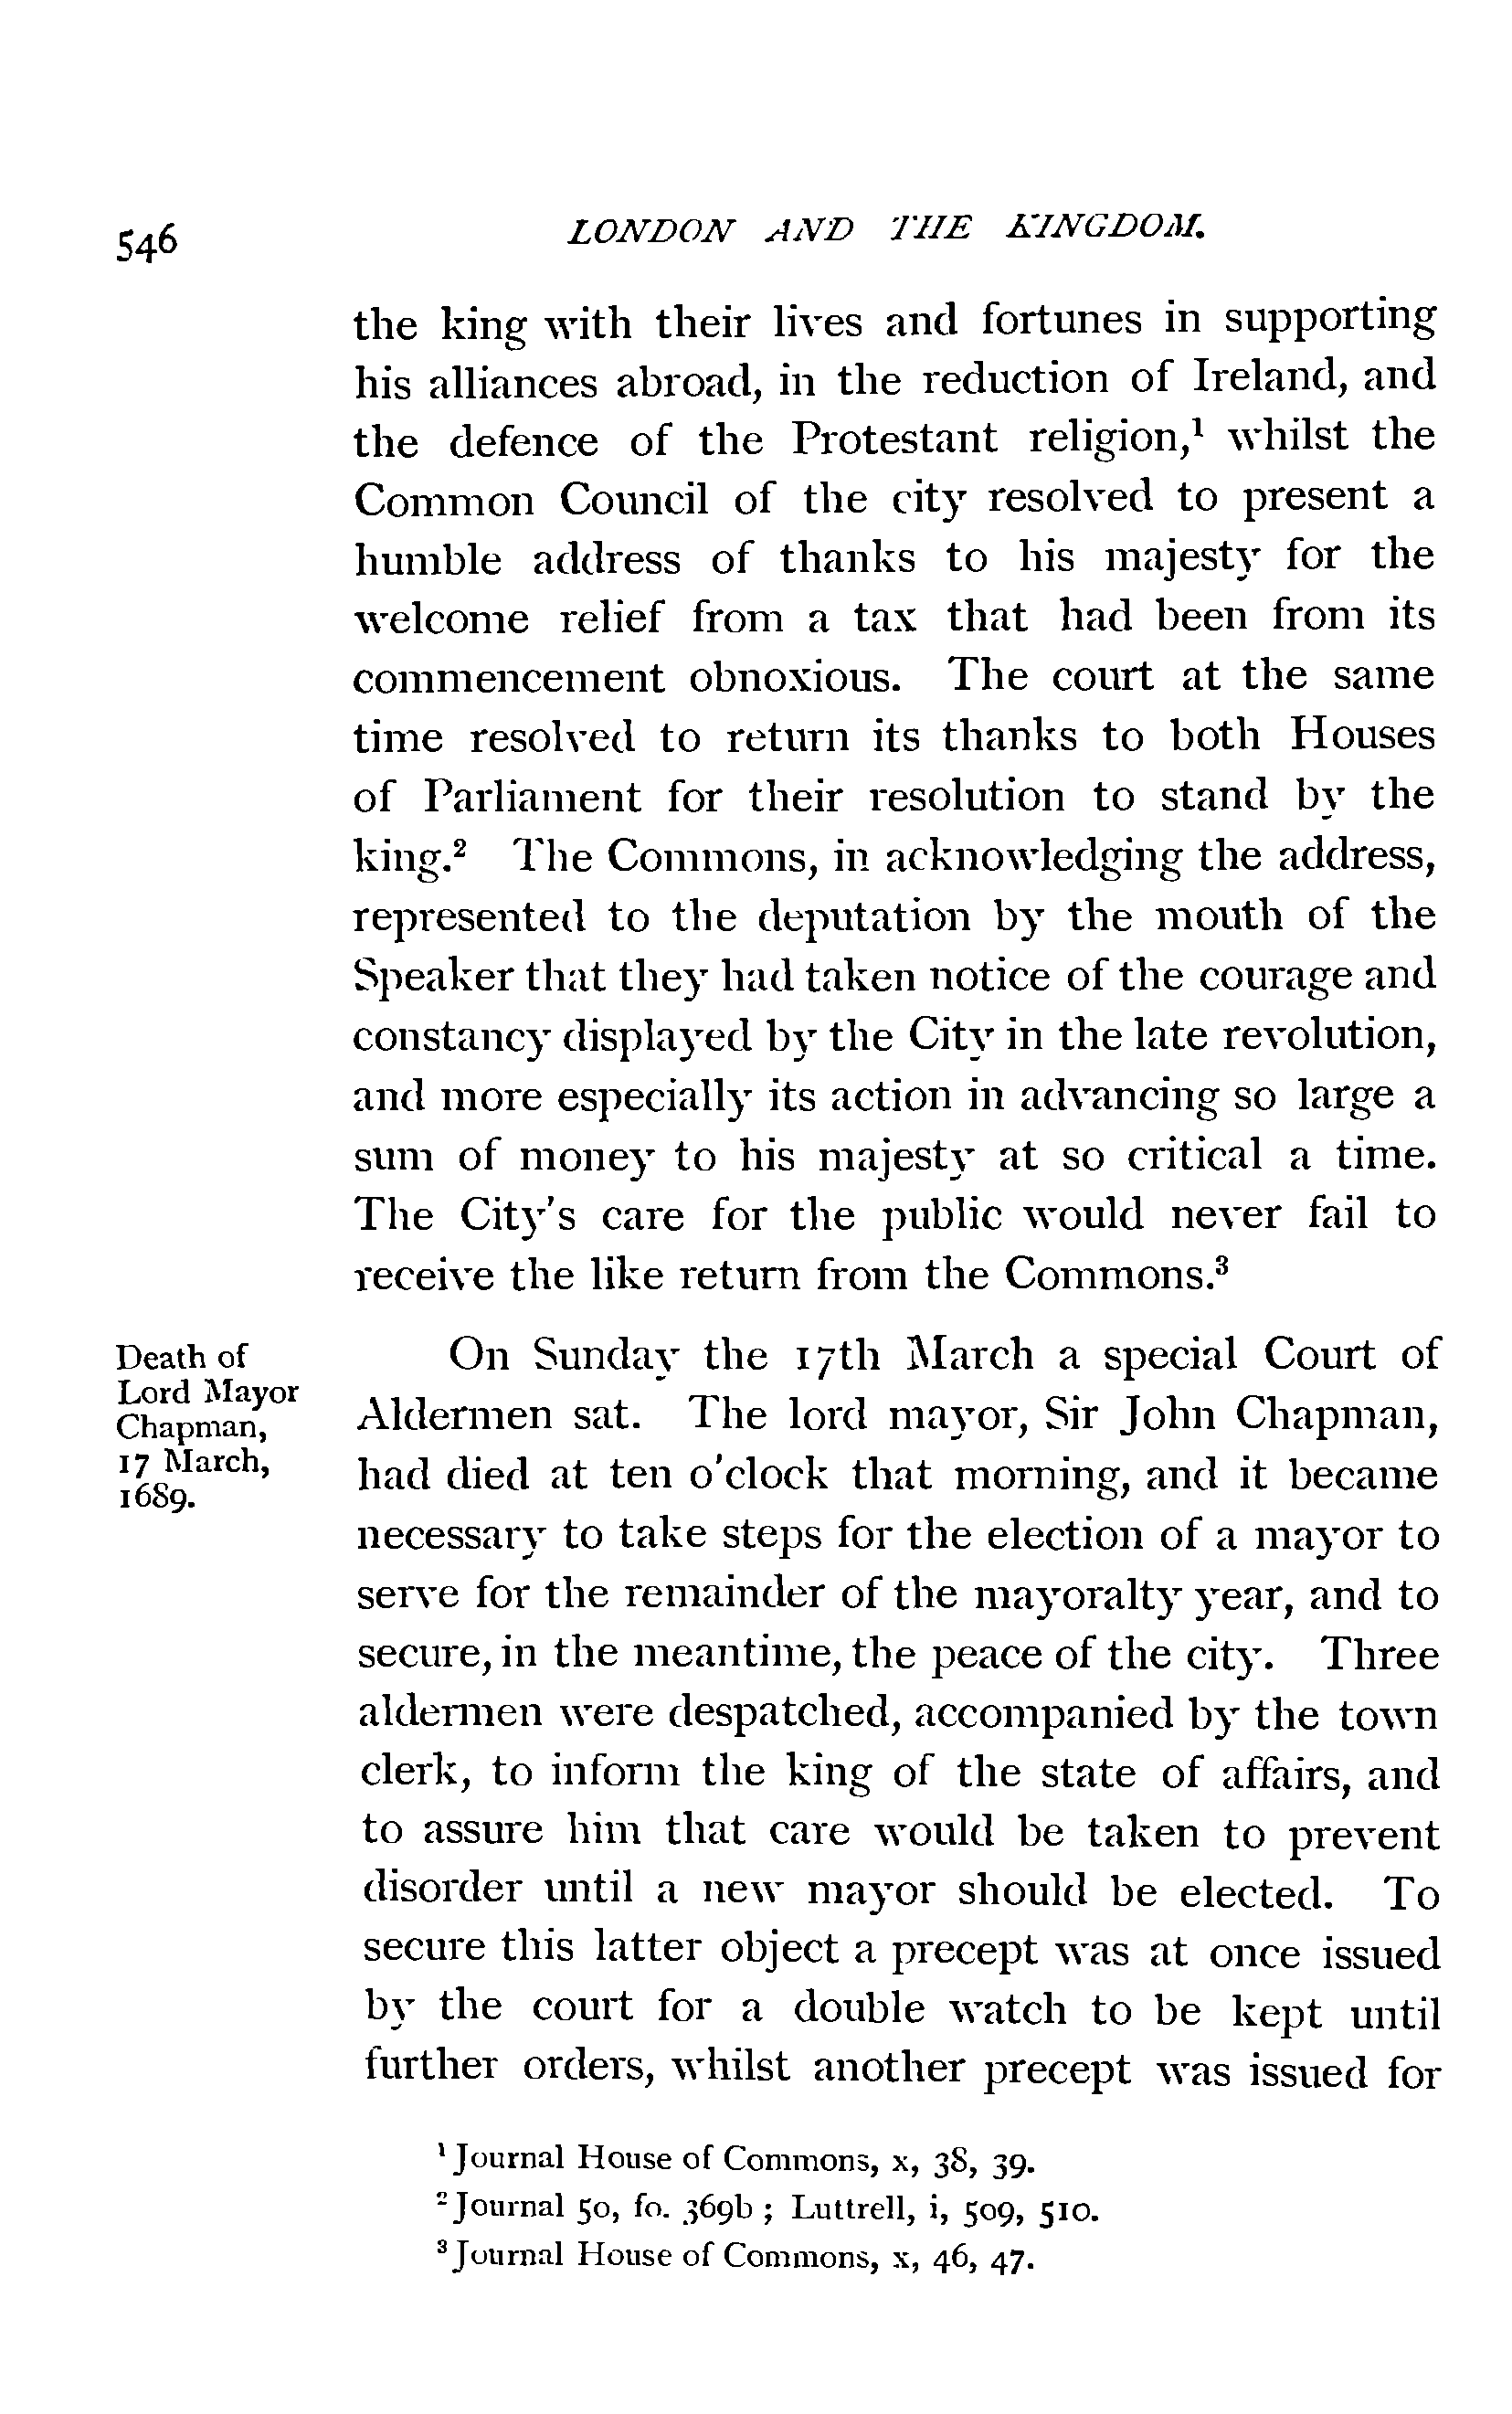 546
LONDON AND THE KINGDOM.
the king with their lives and fortunes in supporting
his alliances abroad, in the reduction of Ireland, and
the defence of the Protestant religion,¹ whilst the
Common Council of the city resolved to present a
humble address of thanks to his majesty for the
welcome relief from a tax that had been from its
commencement obnoxious. The court at the same
time resolved to return its thanks to both Houses
of Parliament for their resolution to stand by the
king.² The Commons, in acknowledging the address,
represented to the deputation by the mouth of the
Speaker that they had taken notice of the courage and
constancy displayed by the City in the late revolution,
and more especially its action in advancing so large a
sum of money to his majesty at so critical a time.
The City's care for the public would never fail to
receive the like return from the Commons.³
Death of
Lord Mayor
Chapman,
17 March,
1689.
On Sunday the 17th March a special Court of
Aldermen sat. The lord mayor, Sir John Chapman,
had died at ten o'clock that morning, and it became
necessary to take steps for the election of a mayor to
serve for the remainder of the mayoralty year, and to
secure, in the meantime, the peace of the city. Three
aldermen were despatched, accompanied by the town
clerk, to inform the king of the state of affairs, and
to assure him that care would be taken to prevent
disorder until a new mayor should be elected. To
secure this latter object a precept was at once issued
by the court for a double watch to be kept until
further orders, whilst another precept was issued for
¹ Journal House of Commons, x, 38, 39.
² Journal 50, fo. 369b ; Luttrell, i, 509, 510.
³ Journal House of Commons, x, 46, 47.